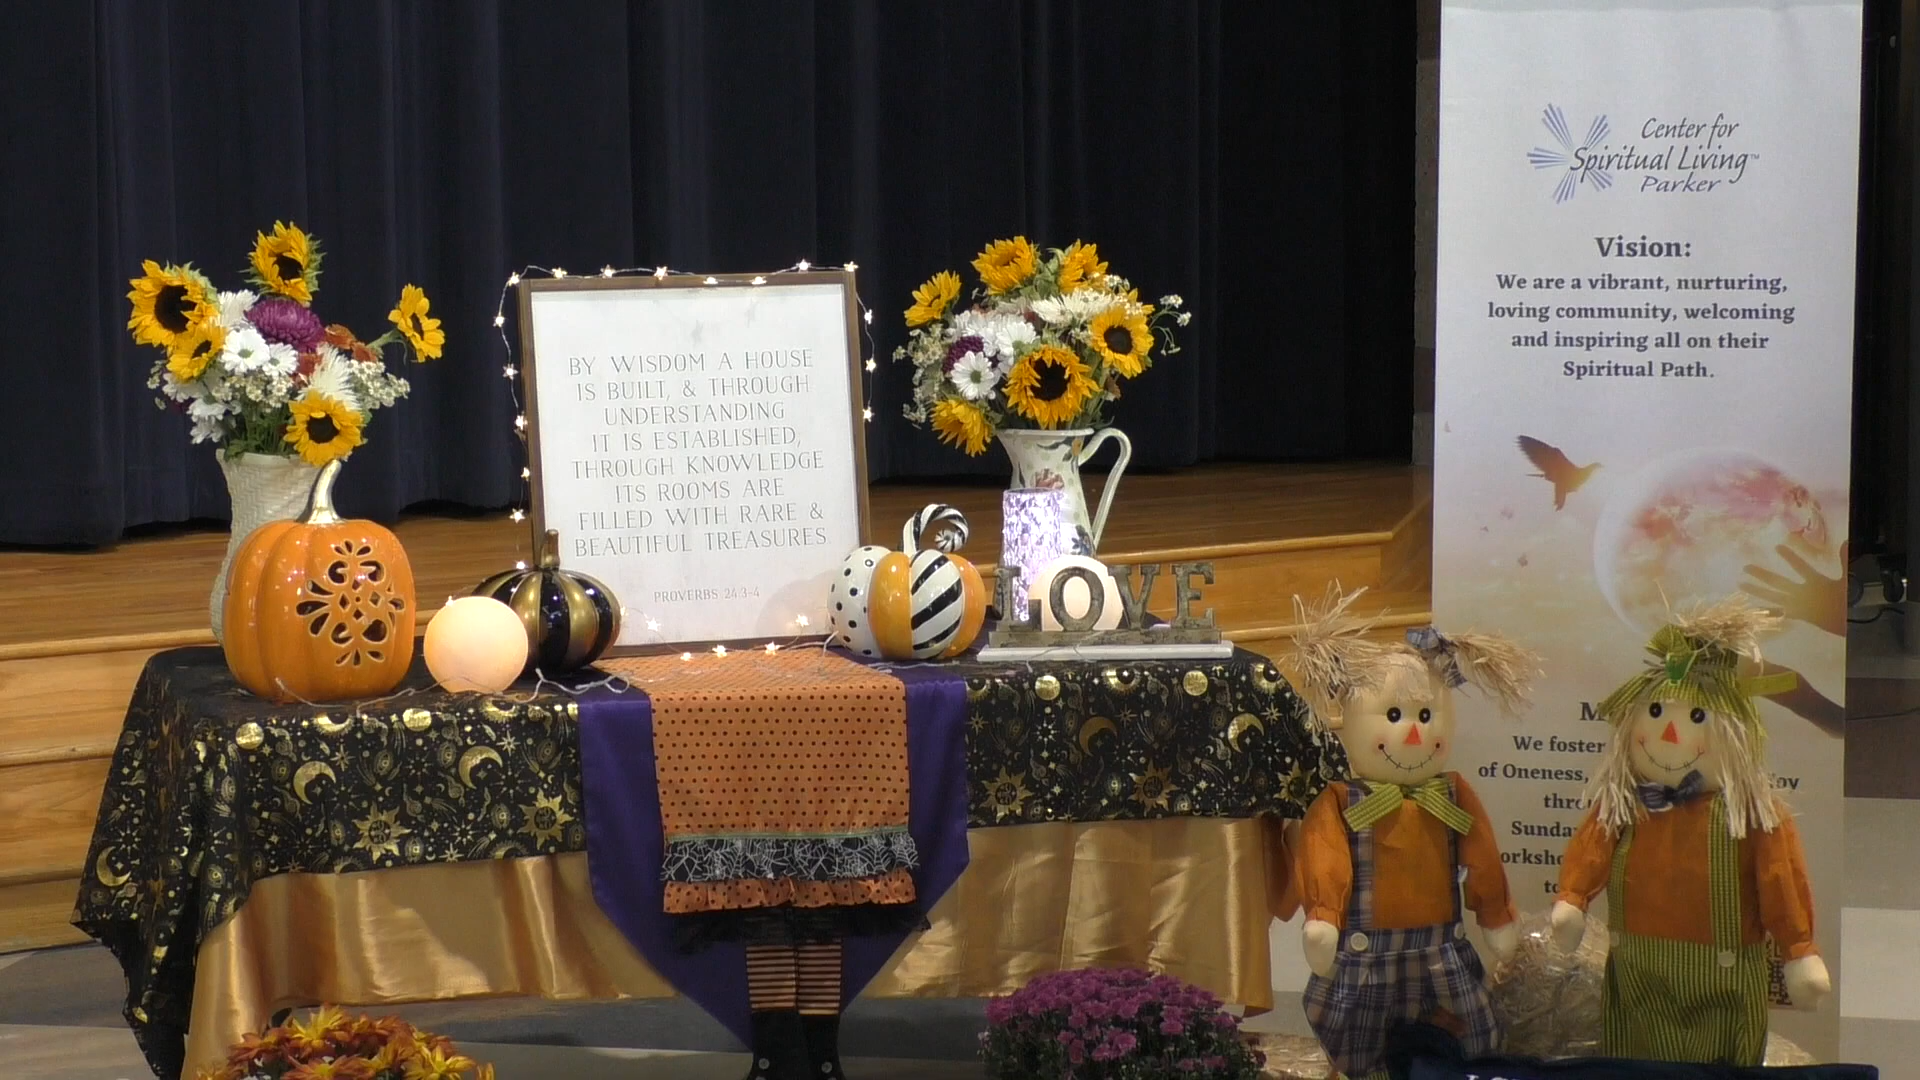 BY WISDOM A HOUSE
IS BUILT, & THROUGH
UNDERSTANDING
IT IS ESTABLISHED,
THROUGH KNOWLEDGE
ITS ROOMS ARE
FILLED WITH RARE &
BEAUTIFUL TREASURES.
PROVERBS 24:3-4
LOVE
Center for
Spiritual Living™
Parker
Vision:
We are a vibrant, nurturing,
loving community, welcoming
and inspiring all on their
Spiritual Path.
We foster
of Oneness,